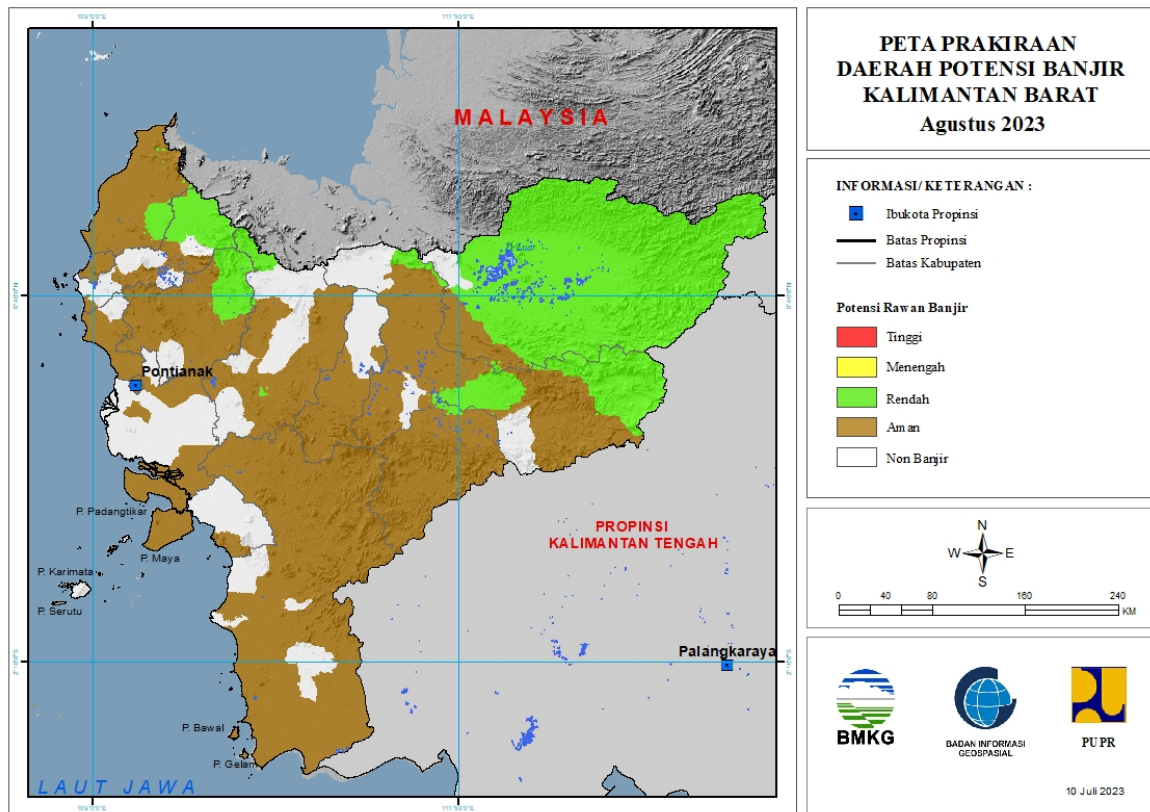 PETA PRAKIRAAN
DAERAH POTENSI BANJIR
KALIMANTAN BARAT
Agustus 2023
INFORMASI/KETERANGAN :
Ibukota Propinsi
Batas Propinsi
Batas Kabupaten
Potensi Rawan Banjir
Tinggi
Menengah
Rendah
Aman
Non Banjir
N
W E
S
0 40 80 160 240
KM
BMKG
BADAN INFORMASI
GEOSPASIAL
PUPR
10 Juli 2023
MALAYSIA
D. Luar
Pontianak
P. Padangtikar
P. Maya
P. Karimata
P. Serutu
PROPINSI
KALIMANTAN TENGAH
Palangkaraya
P. Bawal
P. Gelam
LAUT JAWA